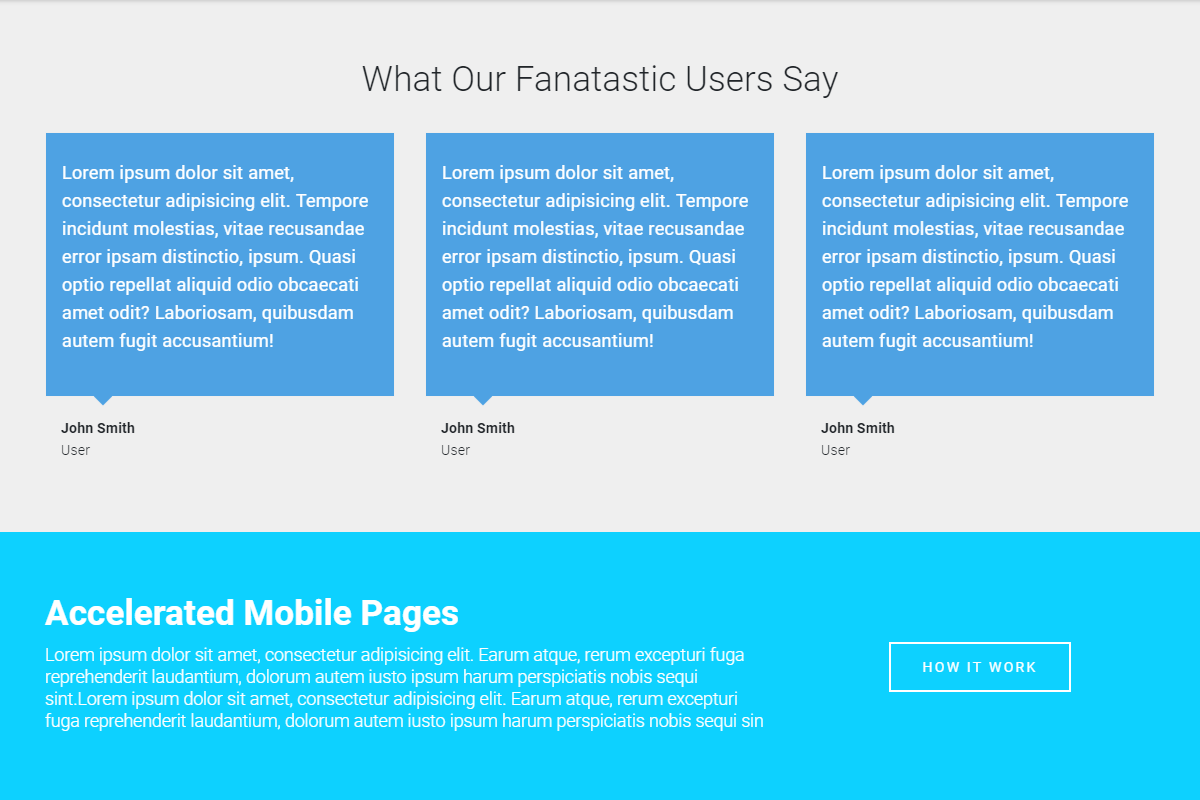 What Our Fanatastic Users Say
Lorem ipsum dolor sit amet,
consectetur adipisicing elit. Tempore
incidunt molestias, vitae recusandae
error ipsam distinctio, ipsum. Quasi
optio repellat aliquid odio obcaecati
amet odit? Laboriosam, quibusdam
autem fugit accusantium!
John Smith
User
Lorem ipsum dolor sit amet,
consectetur adipisicing elit. Tempore
incidunt molestias, vitae recusandae
error ipsam distinctio, ipsum. Quasi
optio repellat aliquid odio obcaecati
amet odit? Laboriosam, quibusdam
autem fugit accusantium!
John Smith
User
Lorem ipsum dolor sit amet,
consectetur adipisicing elit. Tempore
incidunt molestias, vitae recusandae
error ipsam distinctio, ipsum. Quasi
optio repellat aliquid odio obcaecati
amet odit? Laboriosam, quibusdam
autem fugit accusantium!
John Smith
User
Accelerated Mobile Pages
Lorem ipsum dolor sit amet, consectetur adipisicing elit. Earum atque, rerum excepturi fuga
reprehenderit laudantium, dolorum autem iusto ipsum harum perspiciatis nobis sequi
sint.Lorem ipsum dolor sit amet, consectetur adipisicing elit. Earum atque, rerum excepturi
fuga reprehenderit laudantium, dolorum autem iusto ipsum harum perspiciatis nobis sequi sin
HOW IT WORK